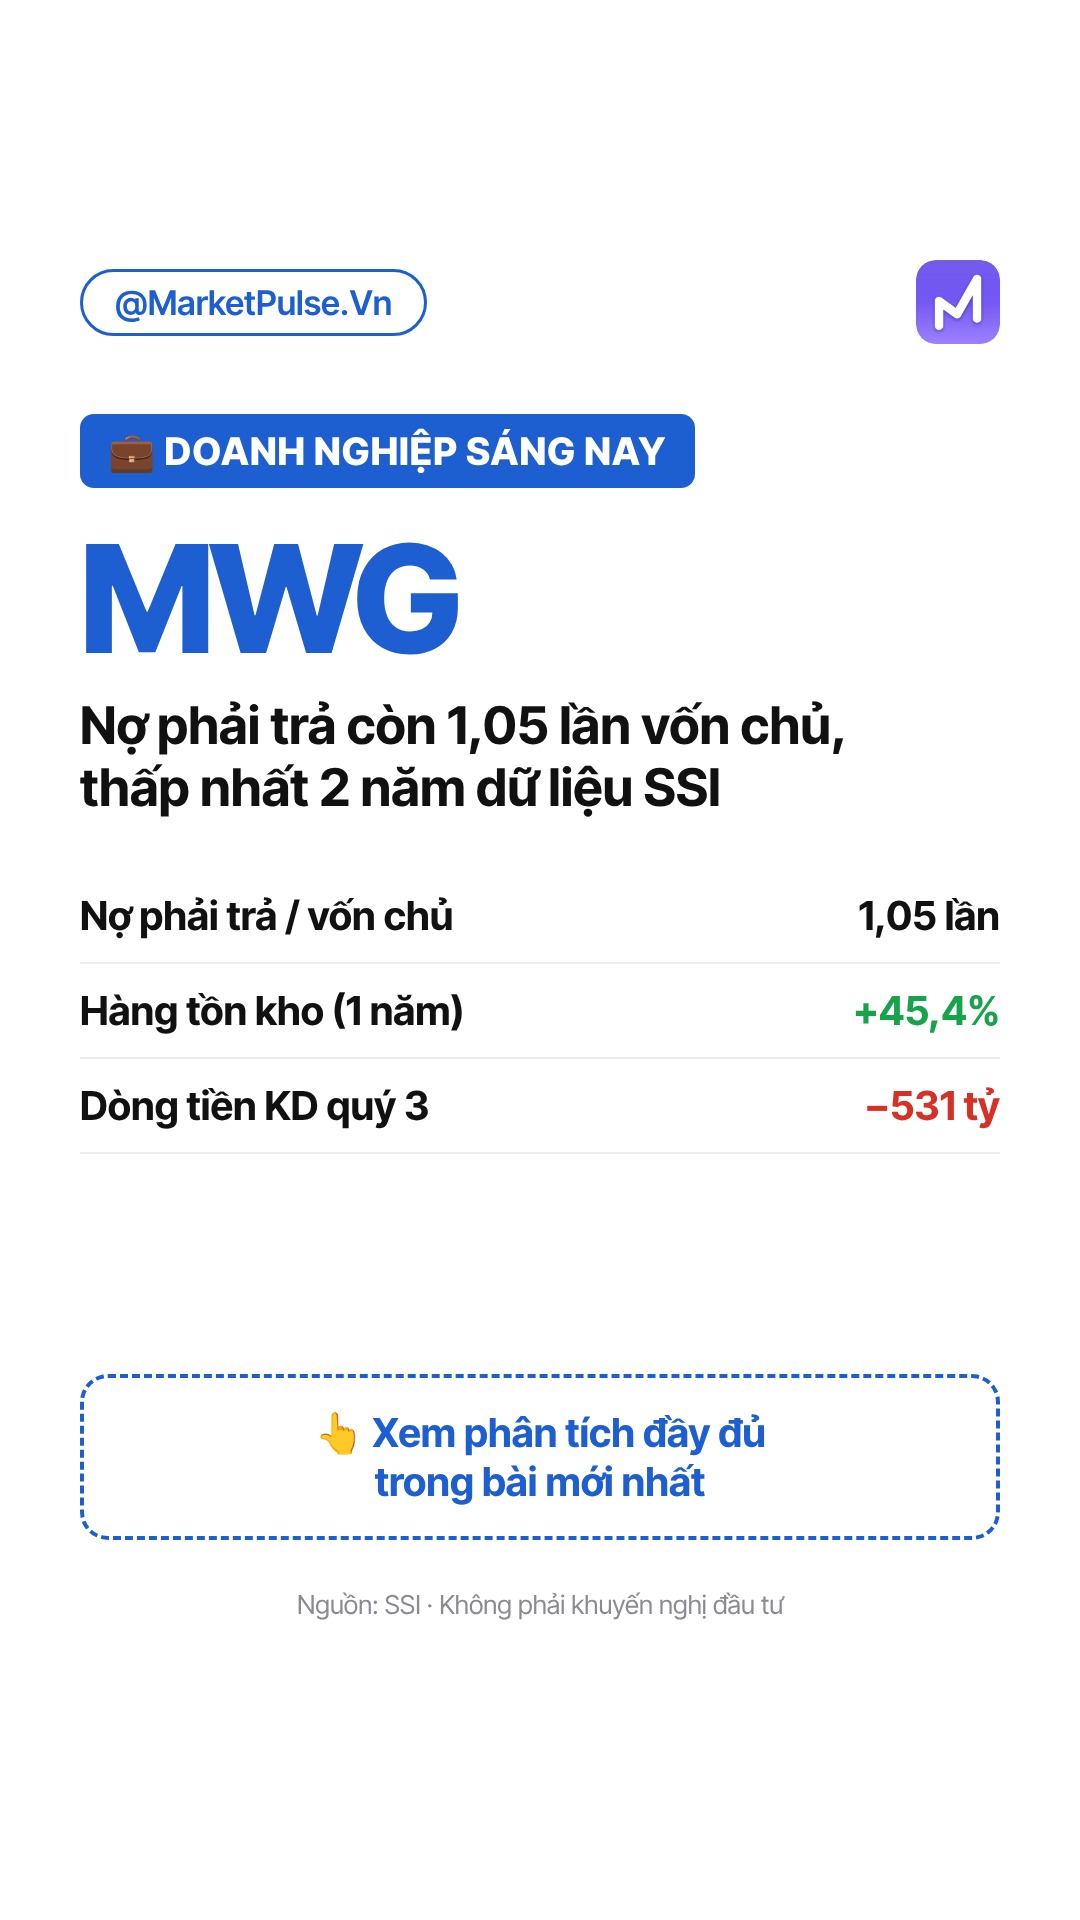 @MarketPulse.Vn
💼 DOANH NGHIỆP SÁNG NAY
MWG
Nợ phải trả còn 1,05 lần vốn chủ,
thấp nhất 2 năm dữ liệu SSI
Nợ phải trả / vốn chủ 1,05 lần
Hàng tồn kho (1 năm) +45,4%
Dòng tiền KD quý 3 –531 tỷ
👆 Xem phân tích đầy đủ
trong bài mới nhất
Nguồn: SSI · Không phải khuyến nghị đầu tư